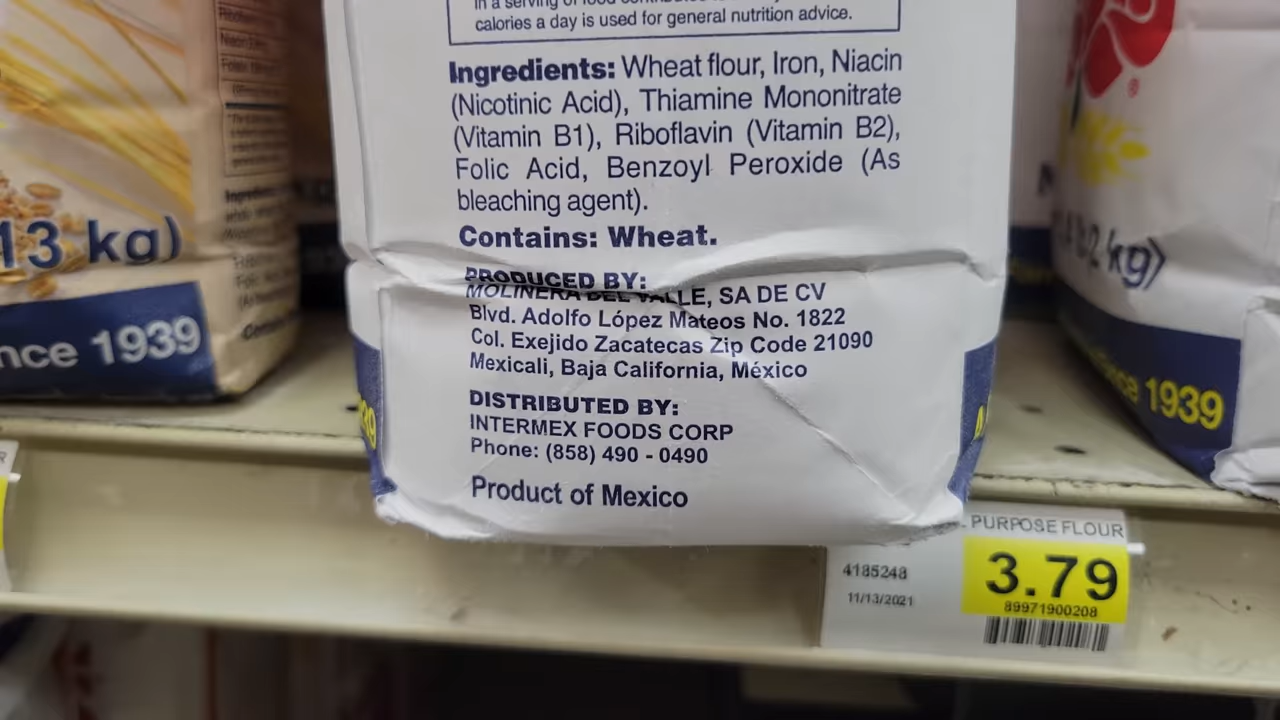 calories a day is used for general nutrition advice.
Ingredients: Wheat flour, Iron, Niacin
(Nicotinic Acid), Thiamine Mononitrate
(Vitamin B1), Riboflavin (Vitamin B2),
Folic Acid, Benzoyl Peroxide (As
bleaching agent).
Contains: Wheat.
PRODUCED BY:
MOLINERA DEL VALLE, SA DE CV
Blvd. Adolfo López Mateos No. 1822
Col. Exejido Zacatecas Zip Code 21090
Mexicali, Baja California, México
DISTRIBUTED BY:
INTERMEX FOODS CORP
Phone: (858) 490 - 0490
Product of Mexico
13 kg)
nce 1939
kg)
since 1939
PURPOSE FLOUR
4185248
11/13/2021
3.79
89971900208